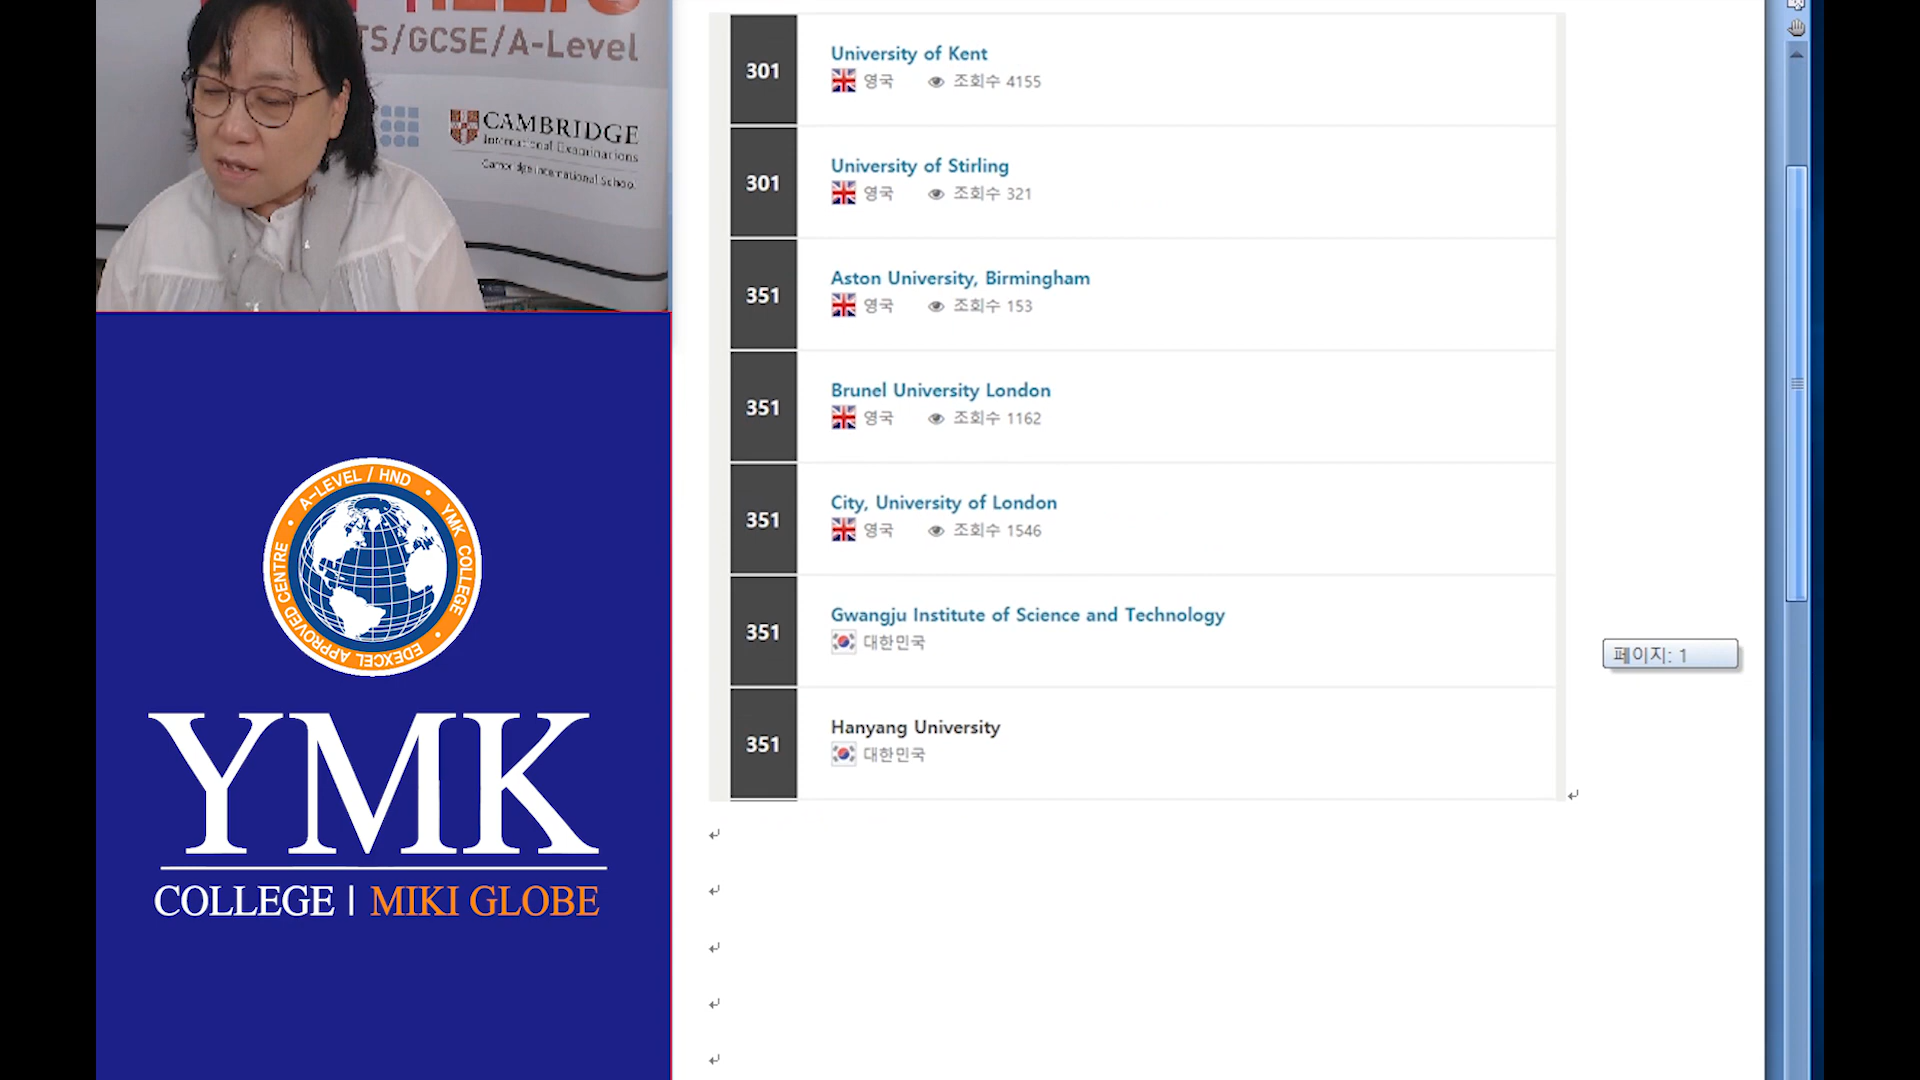 TS/GCSE/A-Level
CAMBRIDGE
International Examinations
Cambridge International School
A-LEVEL / HND • YMK COLLEGE • EDEXCEL APPROVED CENTRE •
YMK
COLLEGE | MIKI GLOBE
301
University of Kent
영국 조회수 4155
301
University of Stirling
영국 조회수 321
351
Aston University, Birmingham
영국 조회수 153
351
Brunel University London
영국 조회수 1162
351
City, University of London
영국 조회수 1546
351
Gwangju Institute of Science and Technology
대한민국
351
Hanyang University
대한민국
페이지: 1